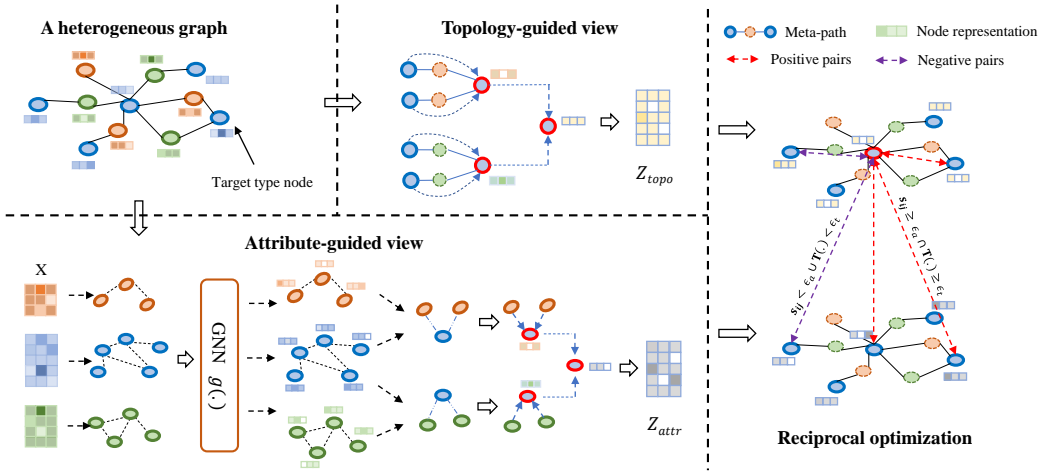 A heterogeneous graph
Target type node
Topology-guided view
Z_topo
Attribute-guided view
X
GNN g(.)
Z_attr
Meta-path
Node representation
Positive pairs
Negative pairs
s_ij < ϵ_a ∪ T(.) < ϵ_t
s_ij ≥ ϵ_a ∩ T(.) ≥ ϵ_t
Reciprocal optimization